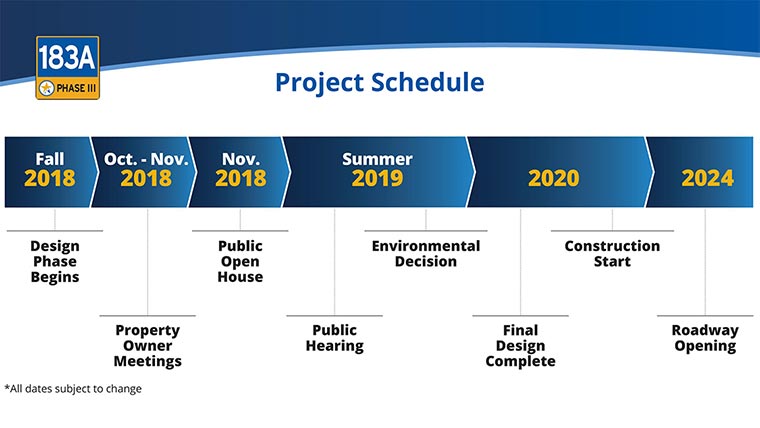 183A
PHASE III
Project Schedule
Fall
2018
Oct. - Nov.
2018
Nov.
2018
Summer
2019
2020
2024
Design
Phase
Begins
Property
Owner
Meetings
Public
Open
House
Public
Hearing
Environmental
Decision
Final
Design
Complete
Construction
Start
Roadway
Opening
*All dates subject to change